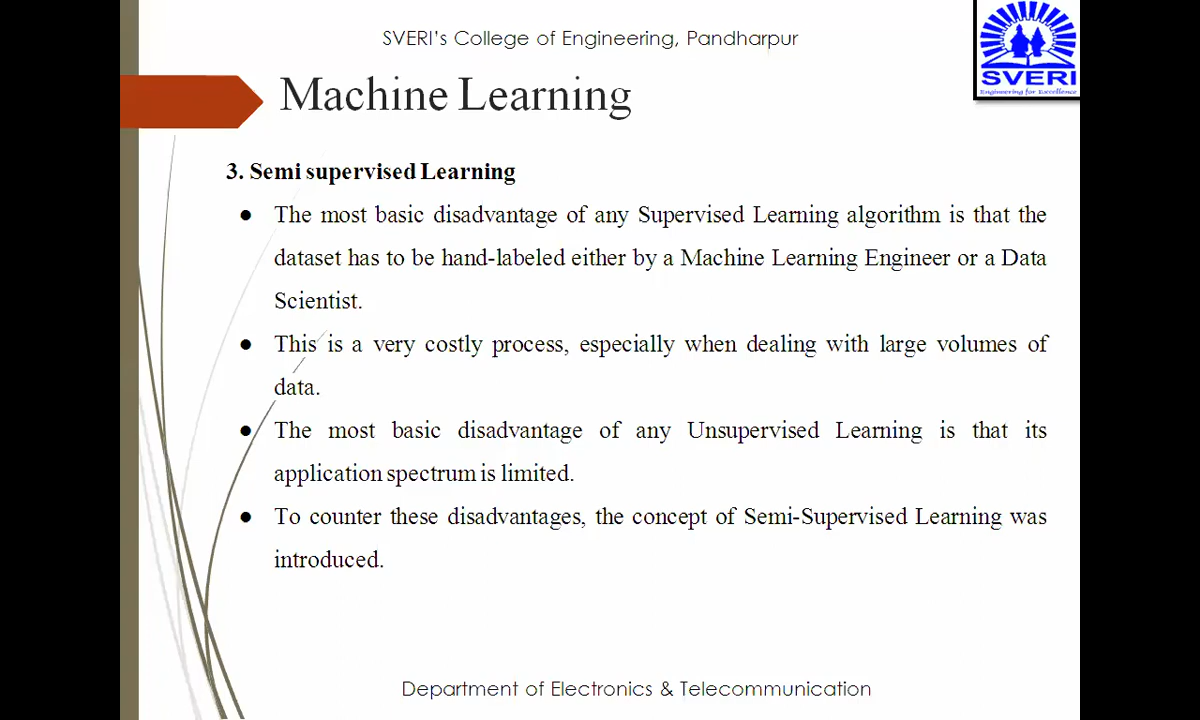 SVERI's College of Engineering, Pandharpur
SVERI
Engineering for Excellence
Machine Learning
3. Semi supervised Learning
● The most basic disadvantage of any Supervised Learning algorithm is that the
dataset has to be hand-labeled either by a Machine Learning Engineer or a Data
Scientist.
● This is a very costly process, especially when dealing with large volumes of
data.
● The most basic disadvantage of any Unsupervised Learning is that its
application spectrum is limited.
● To counter these disadvantages, the concept of Semi-Supervised Learning was
introduced.
Department of Electronics & Telecommunication